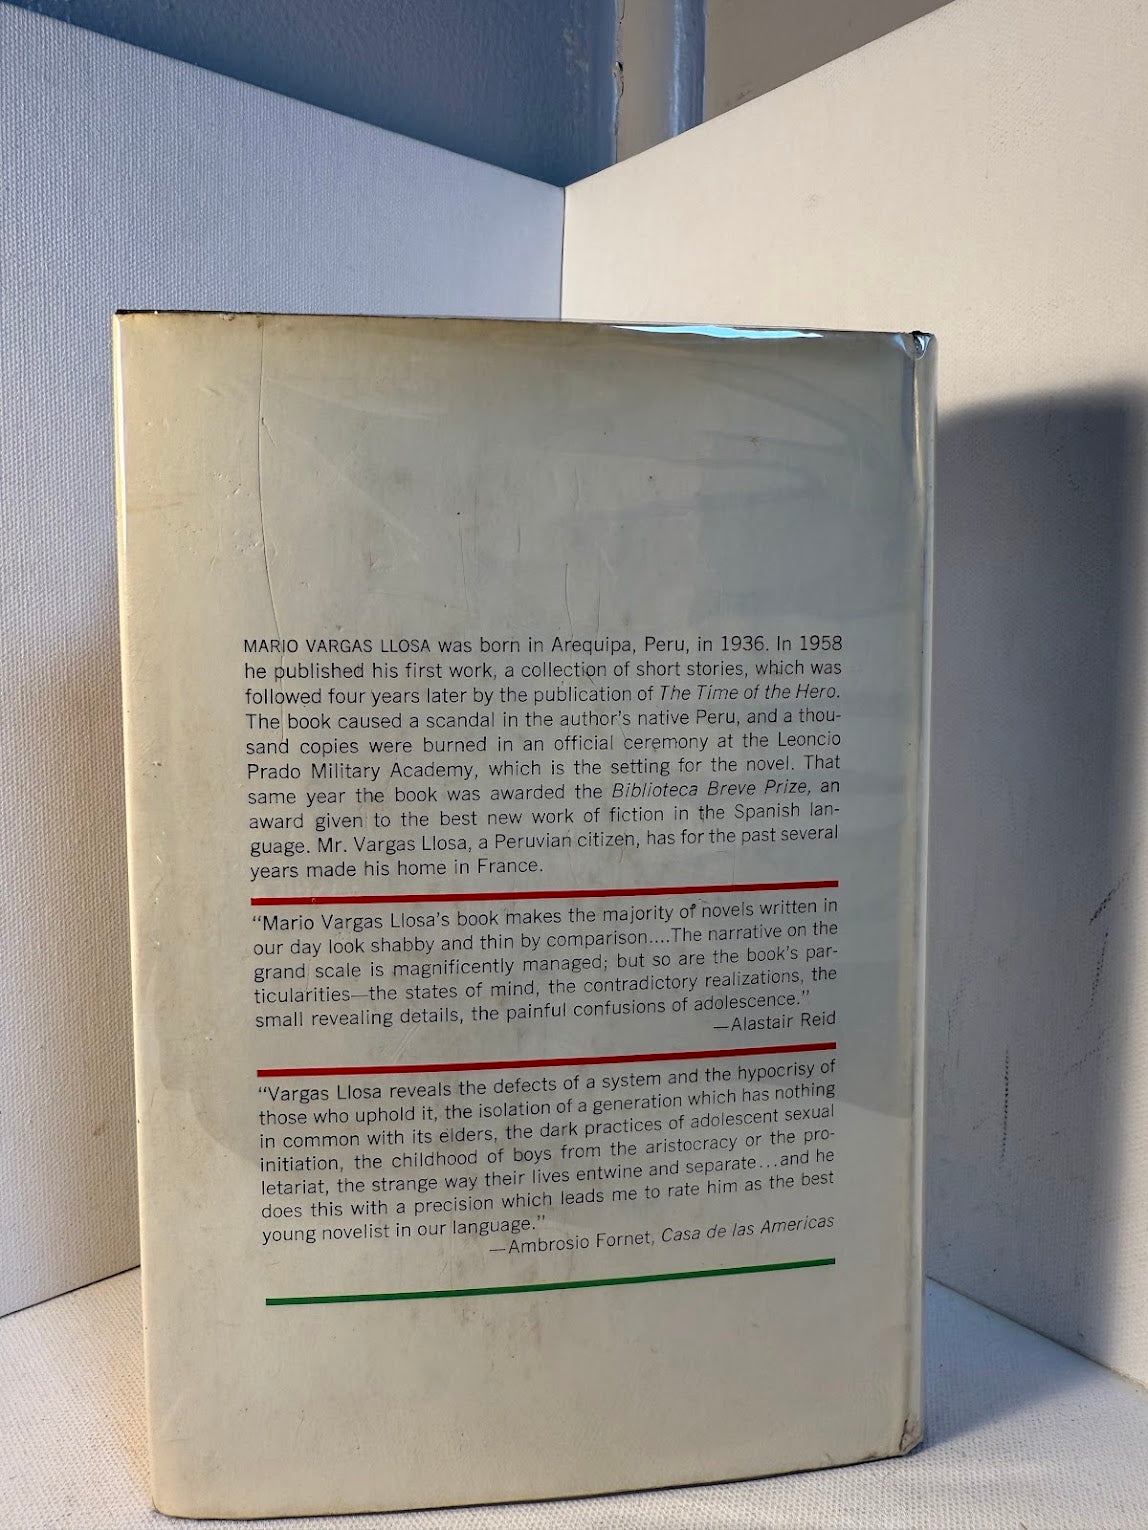 MARIO VARGAS LLOSA was born in Arequipa, Peru, in 1936. In 1958
he published his first work, a collection of short stories, which was
followed four years later by the publication of The Time of the Hero.
The book caused a scandal in the author's native Peru, and a thou-
sand copies were burned in an official ceremony at the Leoncio
Prado Military Academy, which is the setting for the novel. That
same year the book was awarded the Biblioteca Breve Prize, an
award given to the best new work of fiction in the Spanish lan-
guage. Mr. Vargas Llosa, a Peruvian citizen, has for the past several
years made his home in France.
“Mario Vargas Llosa's book makes the majority of novels written in
our day look shabby and thin by comparison....The narrative on the
grand scale is magnificently managed; but so are the book's par-
ticularities—the states of mind, the contradictory realizations, the
small revealing details, the painful confusions of adolescence.”
—Alastair Reid
“Vargas Llosa reveals the defects of a system and the hypocrisy of
those who uphold it, the isolation of a generation which has nothing
in common with its elders, the dark practices of adolescent sexual
initiation, the childhood of boys from the aristocracy or the pro-
letariat, the strange way their lives entwine and separate...and he
does this with a precision which leads me to rate him as the best
young novelist in our language.”
—Ambrosio Fornet, Casa de las Americas